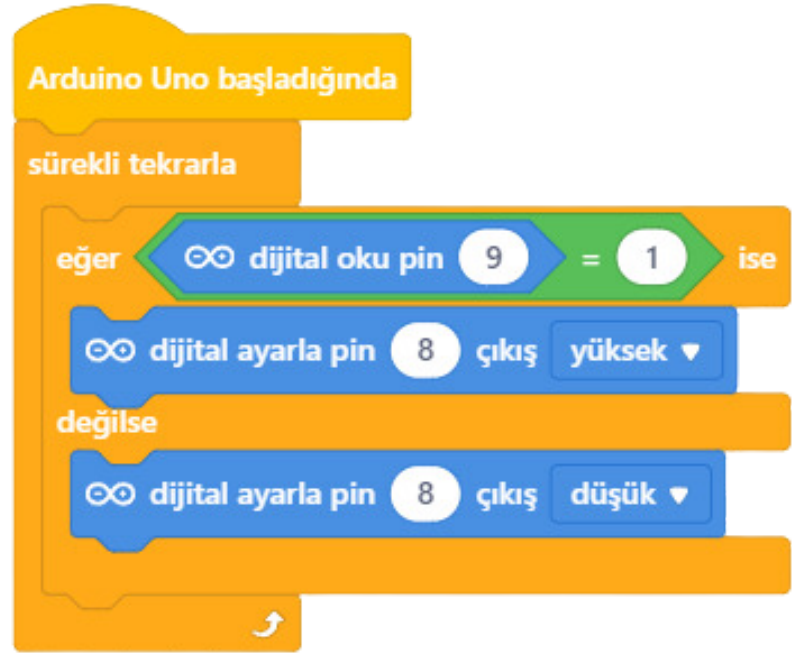 Arduino Uno başladığında
sürekli tekrarla
eğer dijital oku pin 9 = 1 ise
dijital ayarla pin 8 çıkış yüksek
değilse
dijital ayarla pin 8 çıkış düşük